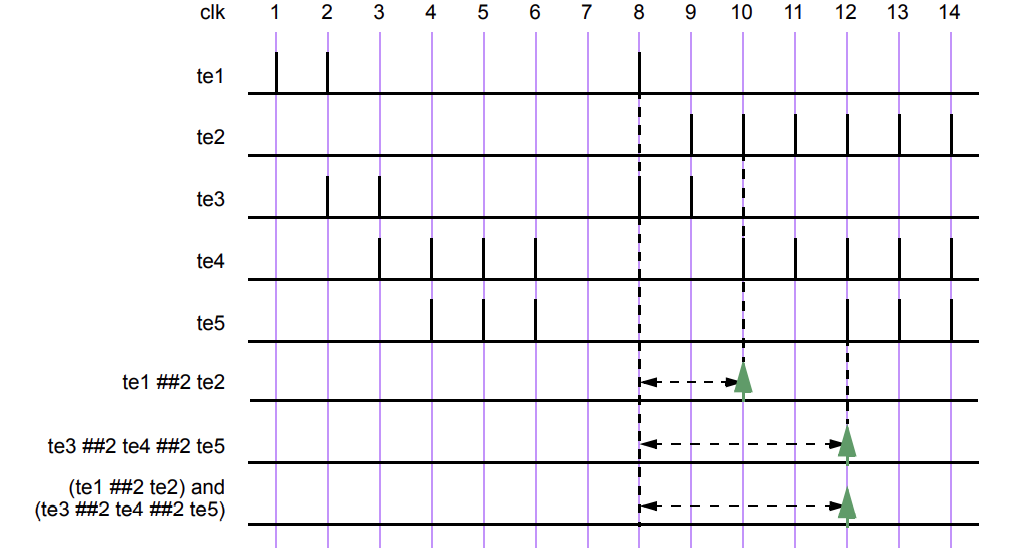 clk 1 2 3 4 5 6 7 8 9 10 11 12 13 14
te1
te2
te3
te4
te5
te1 ##2 te2
te3 ##2 te4 ##2 te5
(te1 ##2 te2) and
(te3 ##2 te4 ##2 te5)